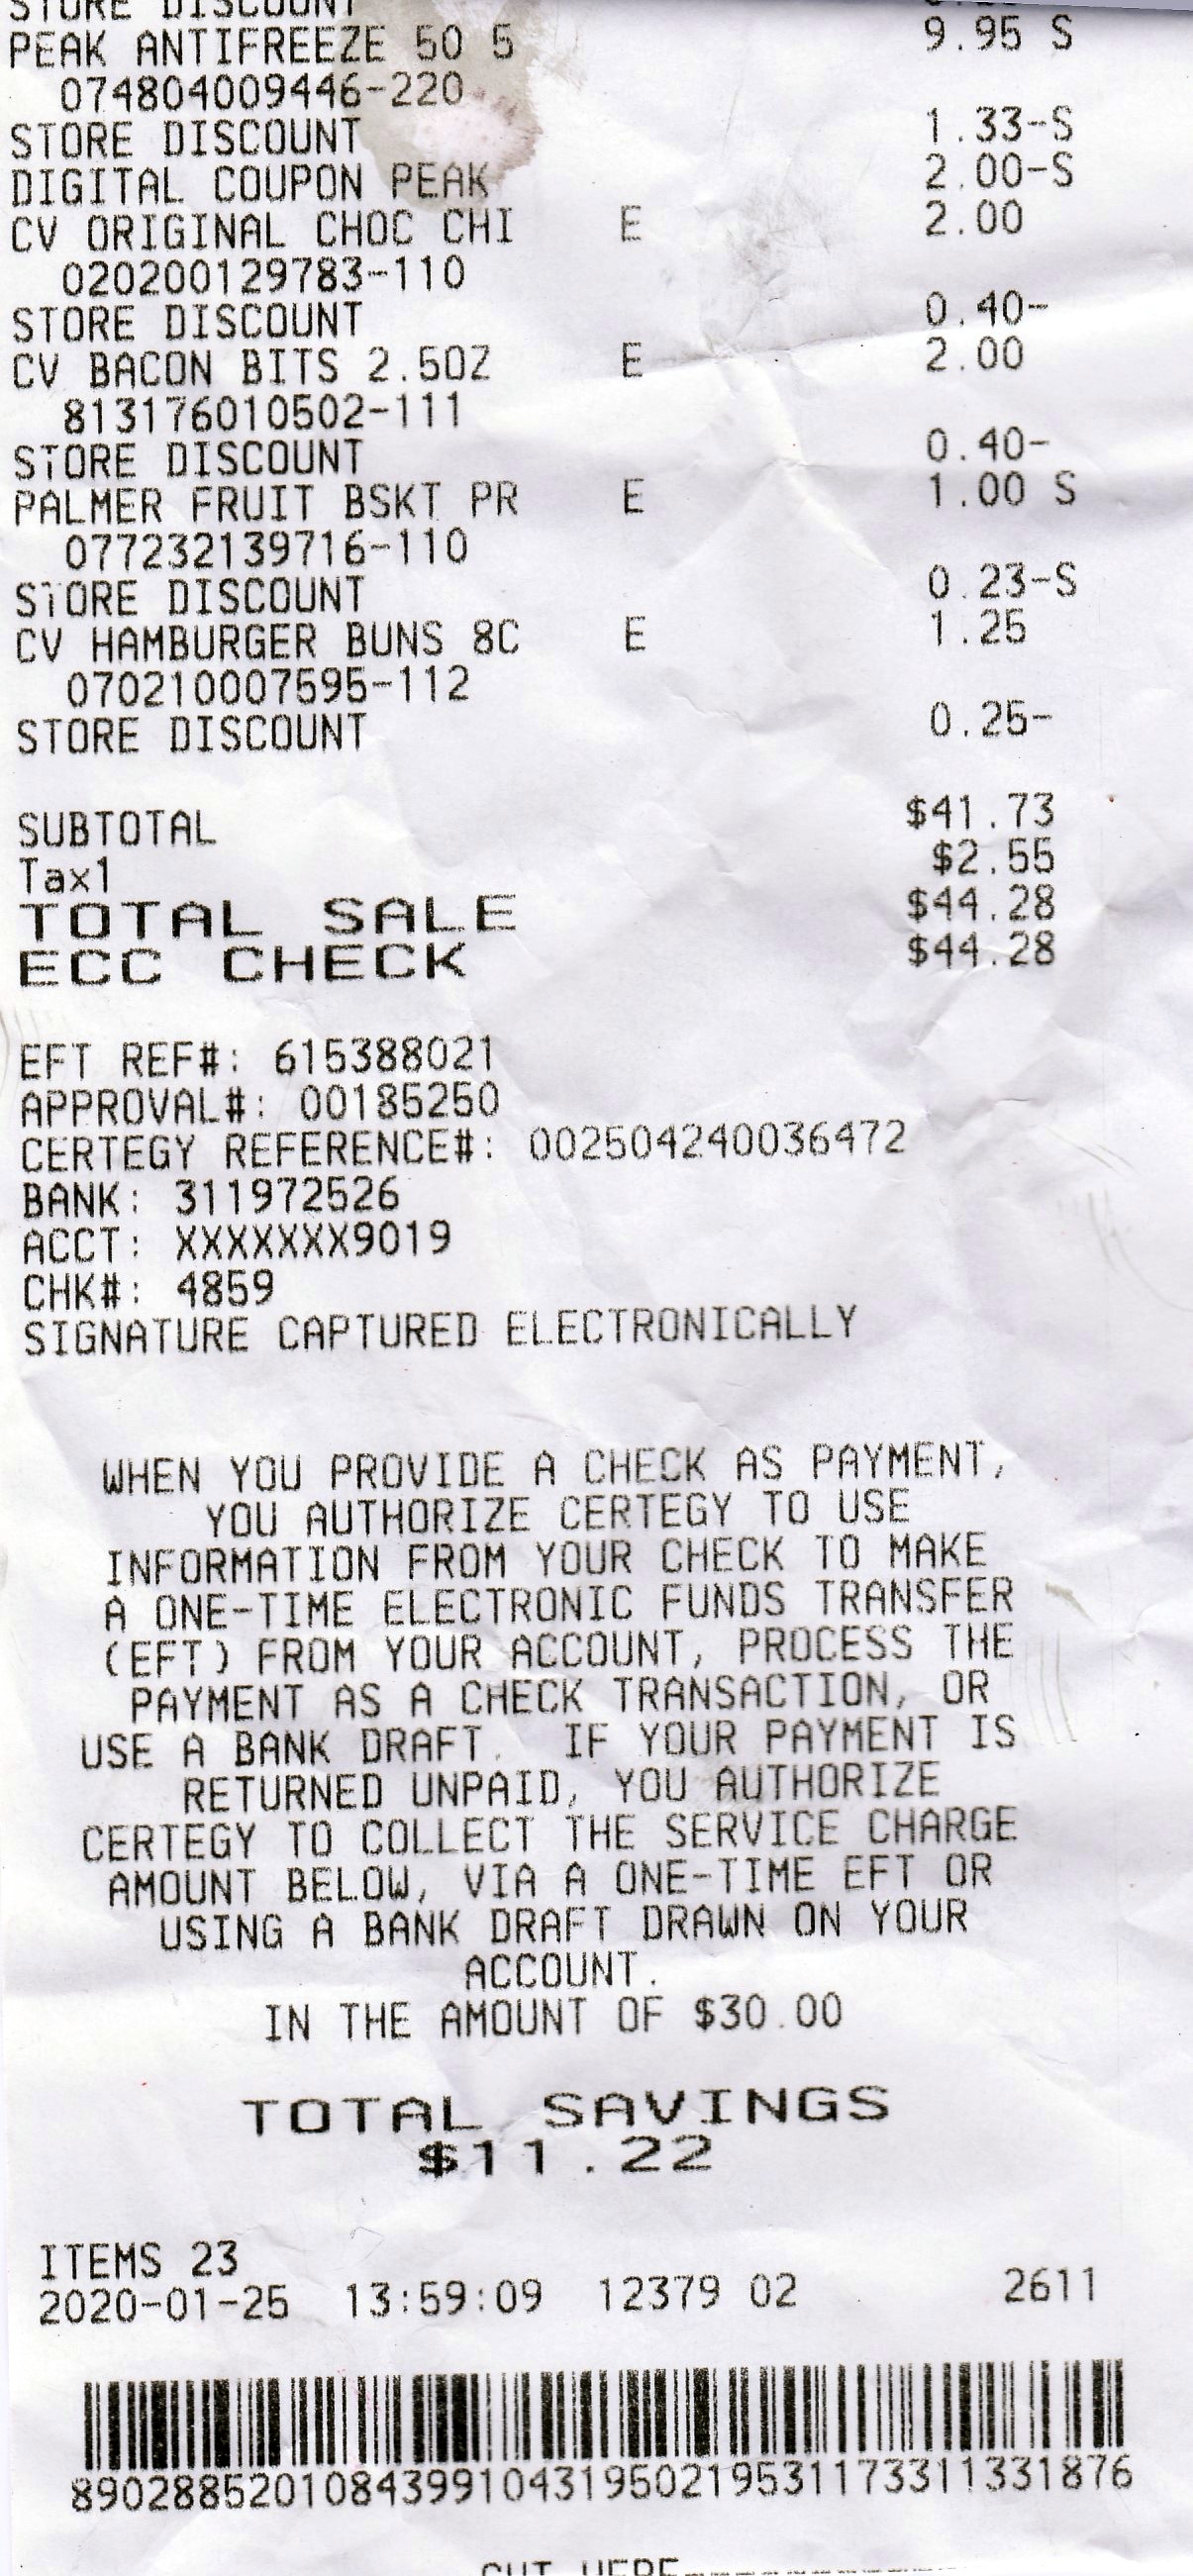 STORE DISCOUNT
PEAK ANTIFREEZE 50 5 9.95 S
074804009446-220
STORE DISCOUNT 1.33-S
DIGITAL COUPON PEAK 2.00-S
CV ORIGINAL CHOC CHI E 2.00
020200129783-110
STORE DISCOUNT 0.40-
CV BACON BITS 2.5OZ E 2.00
813176010502-111
STORE DISCOUNT 0.40-
PALMER FRUIT BSKT PR E 1.00 S
077232139716-110
STORE DISCOUNT 0.23-S
CV HAMBURGER BUNS 8C E 1.25
070210007595-112
STORE DISCOUNT 0.25-
SUBTOTAL $41.73
Tax1 $2.55
TOTAL SALE $44.28
ECC CHECK $44.28
EFT REF#: 615388021
APPROVAL#: 00185250
CERTEGY REFERENCE#: 002504240036472
BANK: 311972526
ACCT: XXXXXXX9019
CHK#: 4859
SIGNATURE CAPTURED ELECTRONICALLY
WHEN YOU PROVIDE A CHECK AS PAYMENT,
YOU AUTHORIZE CERTEGY TO USE
INFORMATION FROM YOUR CHECK TO MAKE
A ONE-TIME ELECTRONIC FUNDS TRANSFER
(EFT) FROM YOUR ACCOUNT, PROCESS THE
PAYMENT AS A CHECK TRANSACTION, OR
USE A BANK DRAFT. IF YOUR PAYMENT IS
RETURNED UNPAID, YOU AUTHORIZE
CERTEGY TO COLLECT THE SERVICE CHARGE
AMOUNT BELOW, VIA A ONE-TIME EFT OR
USING A BANK DRAFT DRAWN ON YOUR
ACCOUNT.
IN THE AMOUNT OF $30.00
TOTAL SAVINGS
$11.22
ITEMS 23
2020-01-25 13:59:09 12379 02 2611
890288520108439910431950219531173311331876
CUT HERE